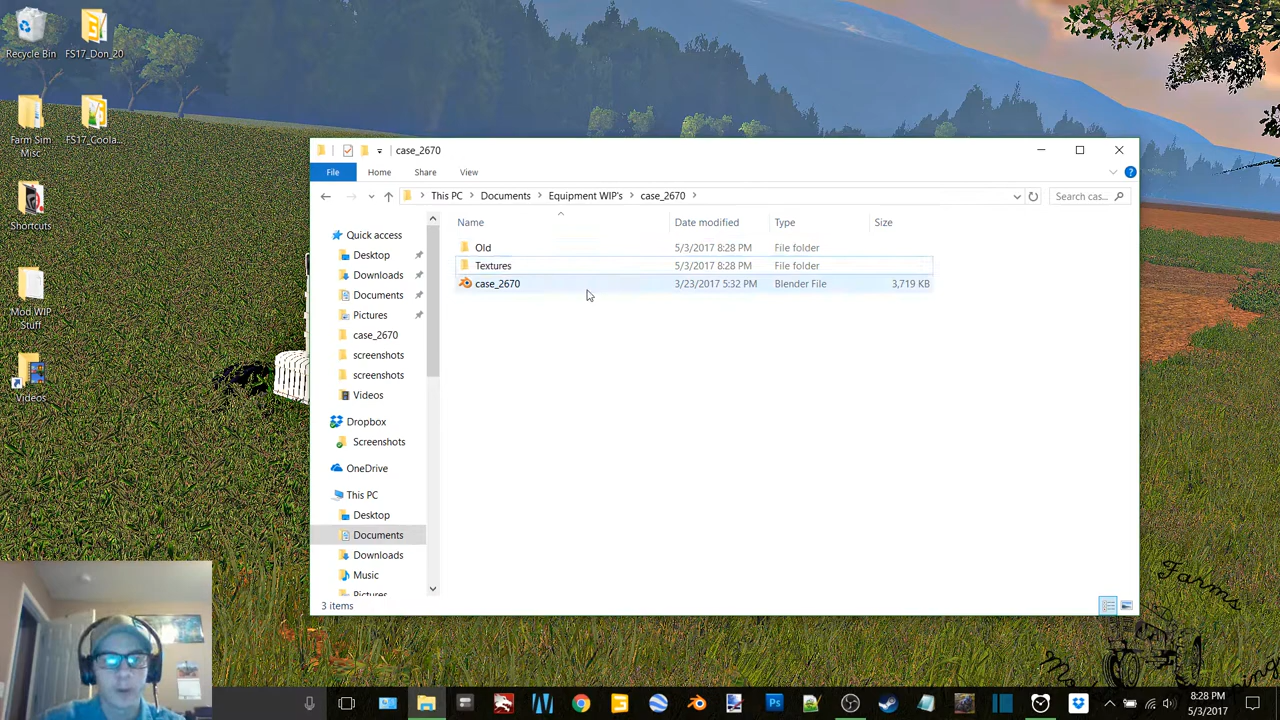 Recycle Bin
FS17_Don_20
Farm Sim Misc
FS17_Coola...
Shortcuts
Mod WIP Stuff
Videos
case_2670
File Home Share View
This PC Documents Equipment WIP's case_2670
Search cas...
Name Date modified Type Size
Old 5/3/2017 8:28 PM File folder
Textures 5/3/2017 8:28 PM File folder
case_2670 3/23/2017 5:32 PM Blender File 3,719 KB
Quick access
Desktop
Downloads
Documents
Pictures
case_2670
screenshots
screenshots
Videos
Dropbox
Screenshots
OneDrive
This PC
Desktop
Documents
Downloads
Music
Pictures
3 items
Farms
8:28 PM
5/3/2017